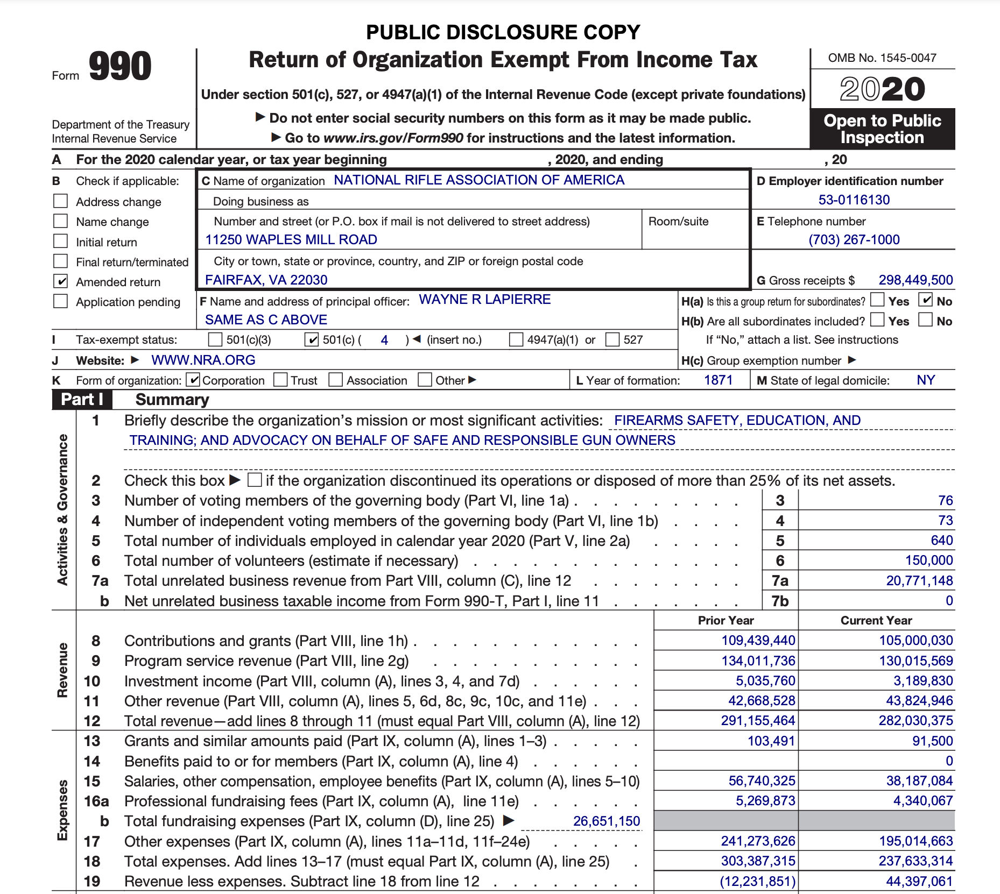 PUBLIC DISCLOSURE COPY
Form 990
Department of the Treasury
Internal Revenue Service
Return of Organization Exempt From Income Tax
Under section 501(c), 527, or 4947(a)(1) of the Internal Revenue Code (except private foundations)
▶ Do not enter social security numbers on this form as it may be made public.
▶ Go to www.irs.gov/Form990 for instructions and the latest information.
OMB No. 1545-0047
2020
Open to Public
Inspection
A For the 2020 calendar year, or tax year beginning , 2020, and ending , 20
B Check if applicable:
Address change
Name change
Initial return
Final return/terminated
✔ Amended return
Application pending
C Name of organization NATIONAL RIFLE ASSOCIATION OF AMERICA
Doing business as
Number and street (or P.O. box if mail is not delivered to street address) Room/suite
11250 WAPLES MILL ROAD
City or town, state or province, country, and ZIP or foreign postal code
FAIRFAX, VA 22030
D Employer identification number
53-0116130
E Telephone number
(703) 267-1000
G Gross receipts $ 298,449,500
F Name and address of principal officer: WAYNE R LAPIERRE
SAME AS C ABOVE
H(a) Is this a group return for subordinates? Yes ✔ No
H(b) Are all subordinates included? Yes No
If “No,” attach a list. See instructions
H(c) Group exemption number ▶
I Tax-exempt status: 501(c)(3) ✔ 501(c) ( 4 ) ◀ (insert no.) 4947(a)(1) or 527
J Website: ▶ WWW.NRA.ORG
K Form of organization: ✔ Corporation Trust Association Other ▶
L Year of formation: 1871
M State of legal domicile: NY
Part I Summary
Activities & Governance
1 Briefly describe the organization’s mission or most significant activities: FIREARMS SAFETY, EDUCATION, AND
TRAINING; AND ADVOCACY ON BEHALF OF SAFE AND RESPONSIBLE GUN OWNERS
2 Check this box ▶ if the organization discontinued its operations or disposed of more than 25% of its net assets.
3 Number of voting members of the governing body (Part VI, line 1a) . . . . . . . . . 3 76
4 Number of independent voting members of the governing body (Part VI, line 1b) . . . . 4 73
5 Total number of individuals employed in calendar year 2020 (Part V, line 2a) . . . . . 5 640
6 Total number of volunteers (estimate if necessary) . . . . . . . . . . . . . . 6 150,000
7a Total unrelated business revenue from Part VIII, column (C), line 12 . . . . . . . . 7a 20,771,148
b Net unrelated business taxable income from Form 990-T, Part I, line 11 . . . . . . . 7b 0
Prior Year Current Year
Revenue
8 Contributions and grants (Part VIII, line 1h) . . . . . . . . . . . . 109,439,440 105,000,030
9 Program service revenue (Part VIII, line 2g) . . . . . . . . . . . 134,011,736 130,015,569
10 Investment income (Part VIII, column (A), lines 3, 4, and 7d) . . . . . . 5,035,760 3,189,830
11 Other revenue (Part VIII, column (A), lines 5, 6d, 8c, 9c, 10c, and 11e) . . . 42,668,528 43,824,946
12 Total revenue—add lines 8 through 11 (must equal Part VIII, column (A), line 12) 291,155,464 282,030,375
Expenses
13 Grants and similar amounts paid (Part IX, column (A), lines 1–3) . . . . . 103,491 91,500
14 Benefits paid to or for members (Part IX, column (A), line 4) . . . . . . 0
15 Salaries, other compensation, employee benefits (Part IX, column (A), lines 5–10) 56,740,325 38,187,084
16a Professional fundraising fees (Part IX, column (A), line 11e) . . . . . . 5,269,873 4,340,067
b Total fundraising expenses (Part IX, column (D), line 25) ▶ 26,651,150
17 Other expenses (Part IX, column (A), lines 11a–11d, 11f–24e) . . . . . 241,273,626 195,014,663
18 Total expenses. Add lines 13–17 (must equal Part IX, column (A), line 25) . 303,387,315 237,633,314
19 Revenue less expenses. Subtract line 18 from line 12 . . . . . . . . (12,231,851) 44,397,061